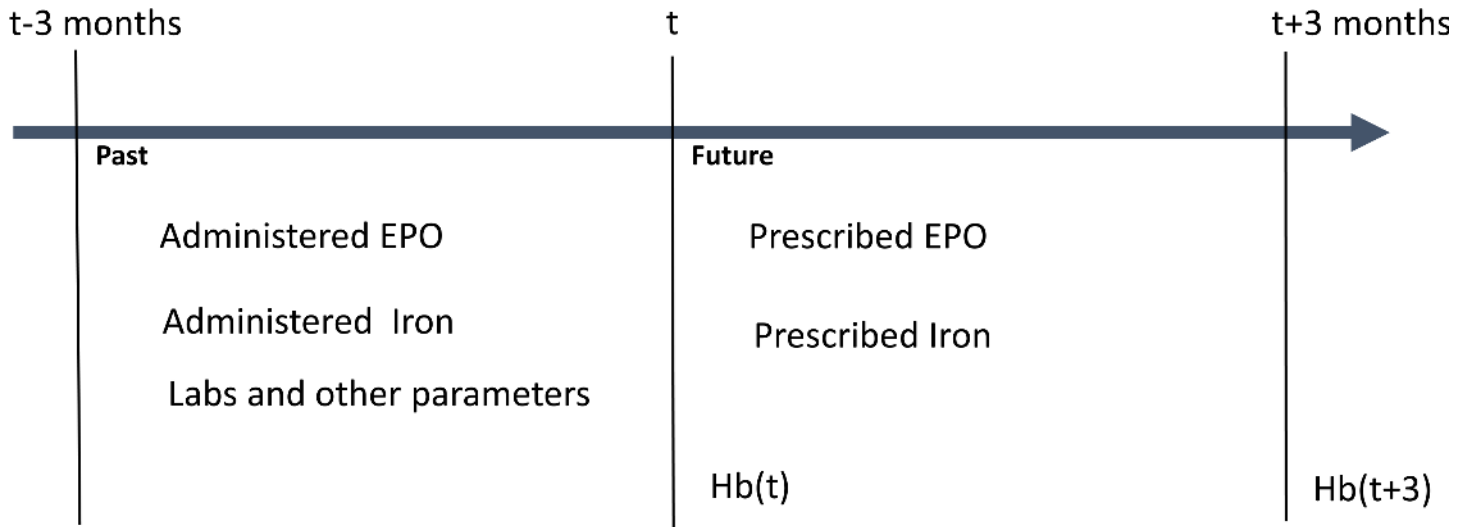 t-3 months
t
t+3 months
Past
Future
Administered EPO
Prescribed EPO
Administered Iron
Prescribed Iron
Labs and other parameters
Hb(t)
Hb(t+3)